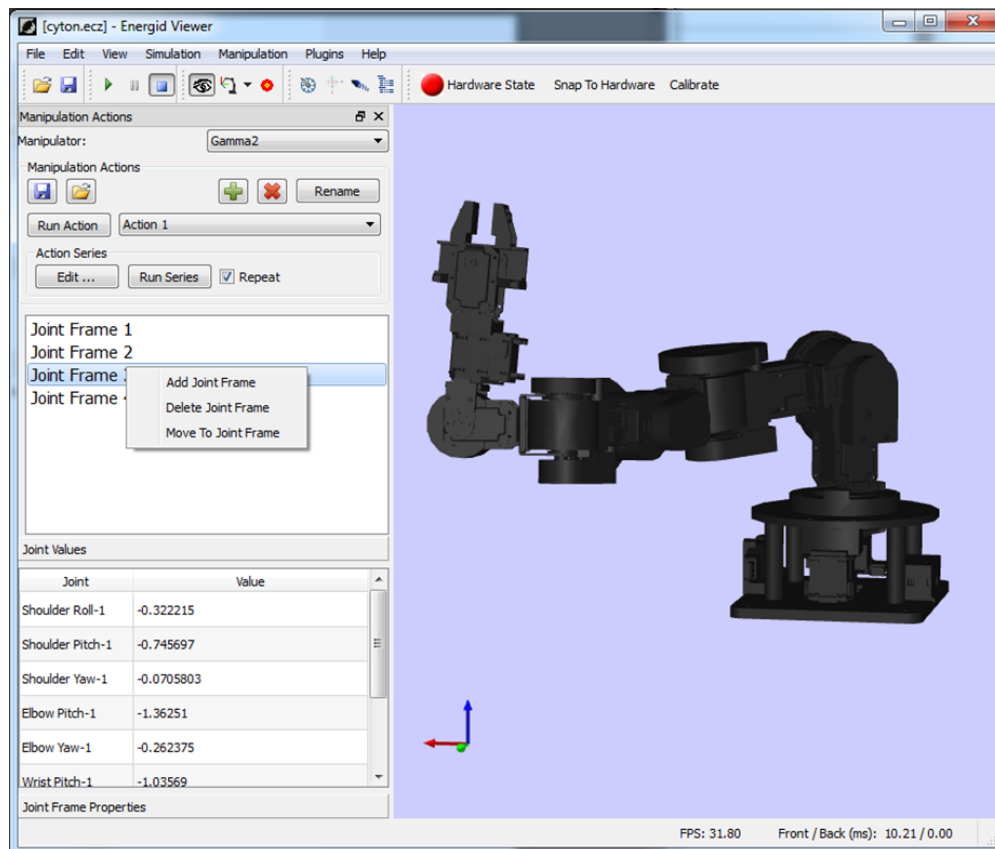 [cyton.ecz] - Energid Viewer
File Edit View Simulation Manipulation Plugins Help
Hardware State Snap To Hardware Calibrate
Manipulation Actions
Manipulator: Gamma2
Manipulation Actions
Rename
Run Action Action 1
Action Series
Edit ... Run Series Repeat
Joint Frame 1
Joint Frame 2
Joint Frame
Joint Frame
Add Joint Frame
Delete Joint Frame
Move To Joint Frame
Joint Values
Joint Value
Shoulder Roll-1 -0.322215
Shoulder Pitch-1 -0.745697
Shoulder Yaw-1 -0.0705803
Elbow Pitch-1 -1.36251
Elbow Yaw-1 -0.262375
Wrist Pitch-1 -1.03569
Joint Frame Properties
FPS: 31.80 Front / Back (ms): 10.21 / 0.00